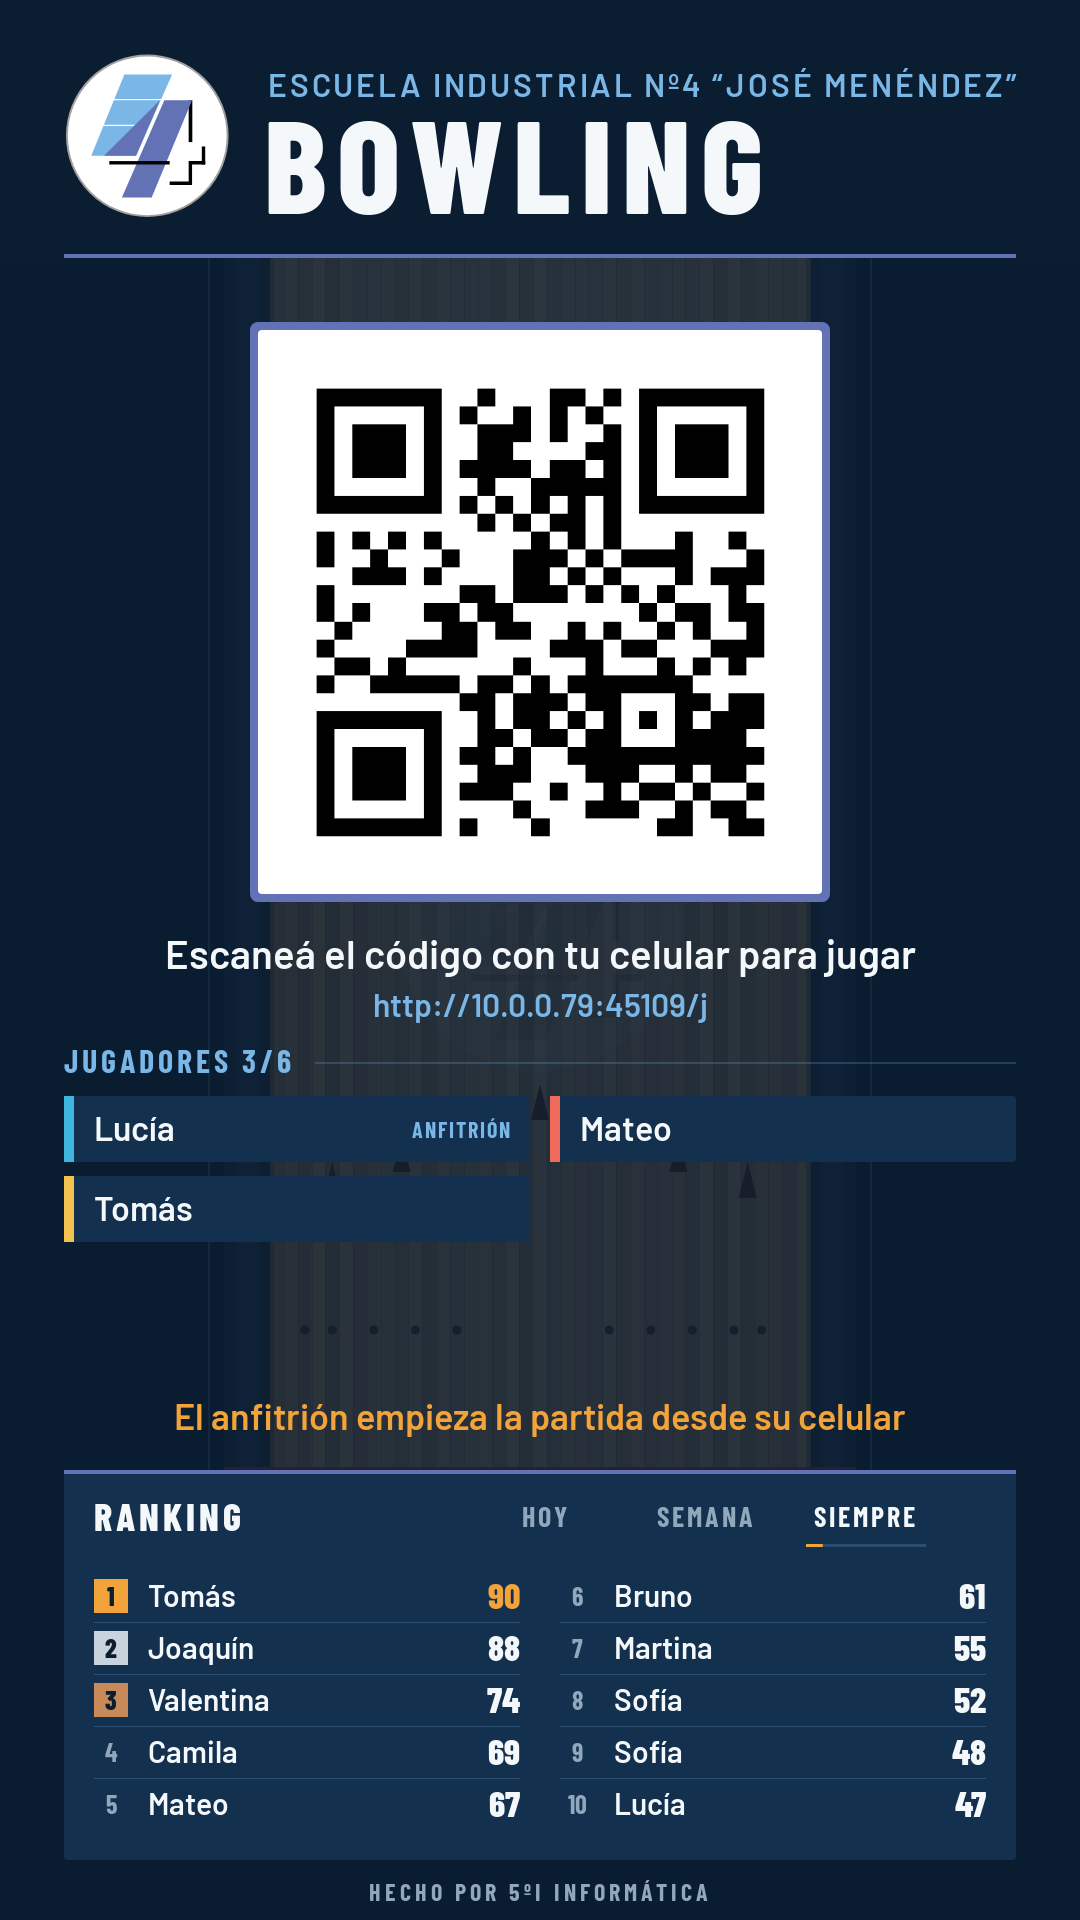 ESCUELA INDUSTRIAL Nº4 “JOSÉ MENÉNDEZ”
BOWLING
Escaneá el código con tu celular para jugar
http://10.0.0.79:45109/j
JUGADORES 3/6
Lucía ANFITRIÓN
Mateo
Tomás
El anfitrión empieza la partida desde su celular
RANKING HOY SEMANA SIEMPRE
1 Tomás 90
2 Joaquín 88
3 Valentina 74
4 Camila 69
5 Mateo 67
6 Bruno 61
7 Martina 55
8 Sofía 52
9 Sofía 48
10 Lucía 47
HECHO POR 5ºI INFORMÁTICA